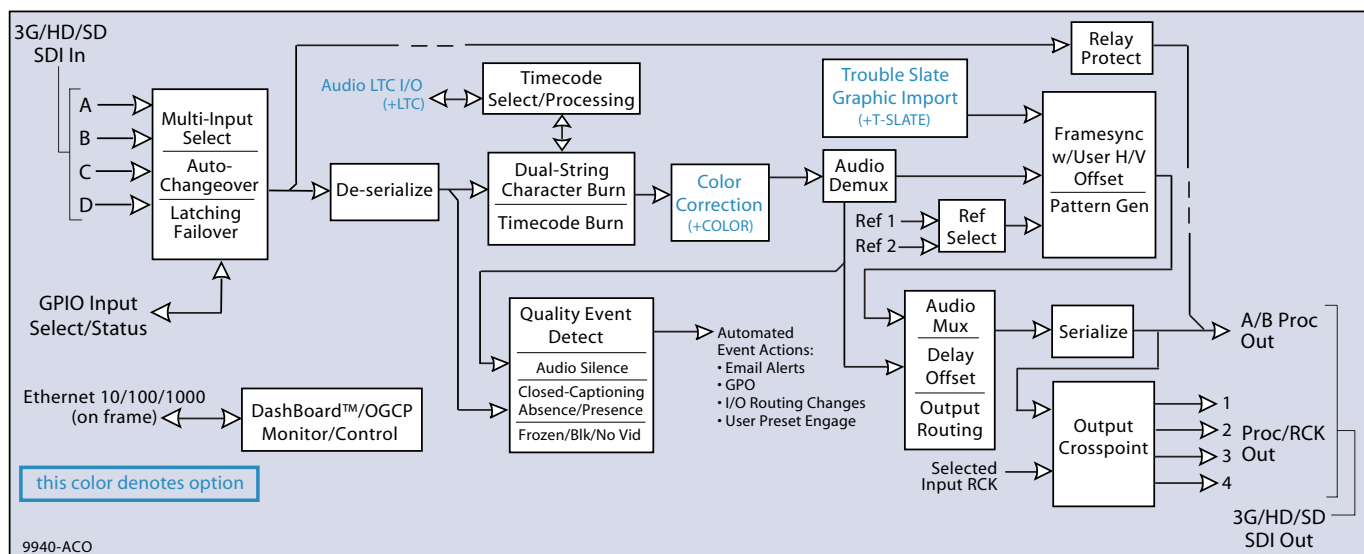 3G/HD/SD
SDI In
A
B
C
D
Multi-Input
Select
Auto-
Changeover
Latching
Failover
GPIO Input
Select/Status
De-serialize
Audio LTC I/O
(+LTC)
Timecode
Select/Processing
Dual-String
Character Burn
Timecode Burn
Color
Correction
(+COLOR)
Trouble Slate
Graphic Import
(+T-SLATE)
Audio
Demux
Relay
Protect
Framesync
w/User H/V
Offset
Pattern Gen
Ref 1
Ref 2
Ref
Select
Quality Event
Detect
Audio Silence
Closed-Captioning
Absence/Presence
Frozen/Blk/No Vid
Automated
Event Actions:
• Email Alerts
• GPO
• I/O Routing Changes
• User Preset Engage
Audio
Mux
Delay
Offset
Output
Routing
Serialize
A/B Proc
Out
Selected
Input RCK
Output
Crosspoint
1
2
3
4
Proc/RCK
Out
3G/HD/SD
SDI Out
Ethernet 10/100/1000
(on frame)
DashBoard™/OGCP
Monitor/Control
this color denotes option
9940-ACO